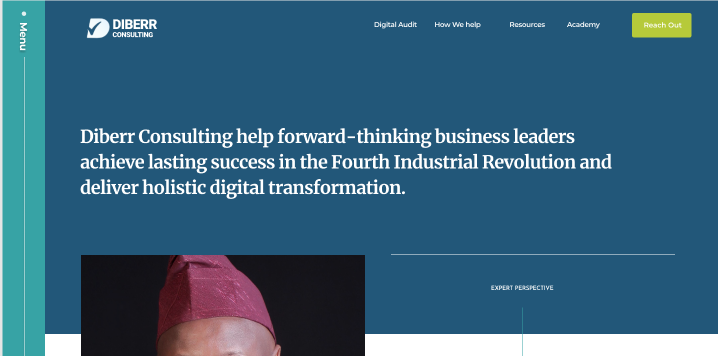 Menu
DIBERR
CONSULTING
Digital Audit
How We help
Resources
Academy
Reach Out
Diberr Consulting help forward-thinking business leaders
achieve lasting success in the Fourth Industrial Revolution and
deliver holistic digital transformation.
EXPERT PERSPECTIVE